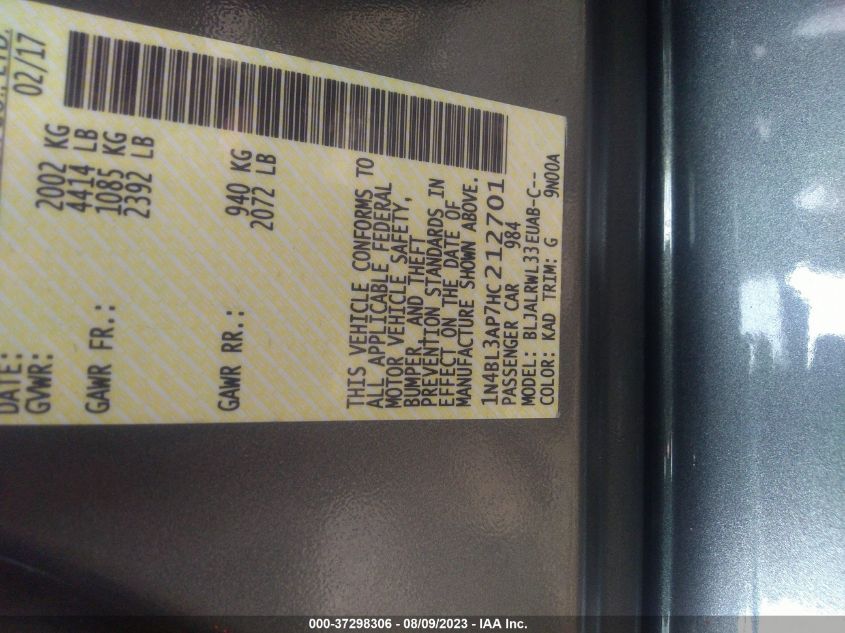 DATE: 02/17
GVWR: 2002 KG
4414 LB
GAWR FR.: 1085 KG
2392 LB
GAWR RR.: 940 KG
2072 LB
THIS VEHICLE CONFORMS TO
ALL APPLICABLE FEDERAL
MOTOR VEHICLE SAFETY,
BUMPER, AND THEFT
PREVENTION STANDARDS IN
EFFECT ON THE DATE OF
MANUFACTURE SHOWN ABOVE.
1N4BL3AP7HC212701
PASSENGER CAR 984
MODEL: BLJALRWL33EUAB-C--
COLOR: KAD TRIM: G 9N00A
000-37298306 - 08/09/2023 - IAA Inc.